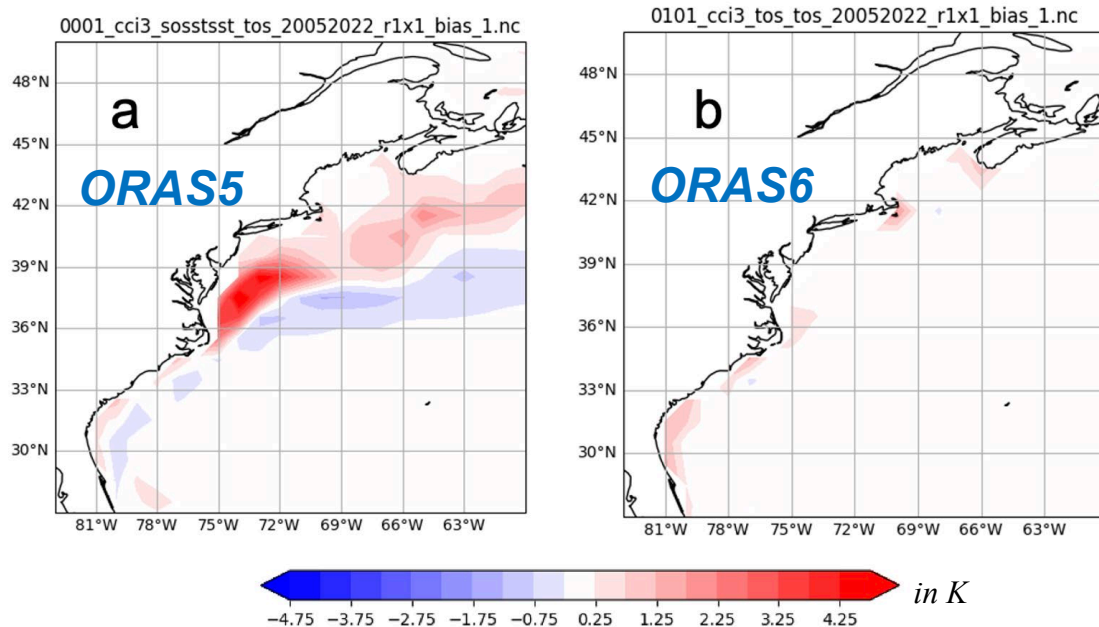 0001_cci3_sosstsst_tos_20052022_r1x1_bias_1.nc
a
ORAS5
48°N
45°N
42°N
39°N
36°N
33°N
30°N
81°W 78°W 75°W 72°W 69°W 66°W 63°W
0101_cci3_tos_tos_20052022_r1x1_bias_1.nc
b
ORAS6
48°N
45°N
42°N
39°N
36°N
33°N
30°N
81°W 78°W 75°W 72°W 69°W 66°W 63°W
in K
−4.75 −3.75 −2.75 −1.75 −0.75 0.25 1.25 2.25 3.25 4.25